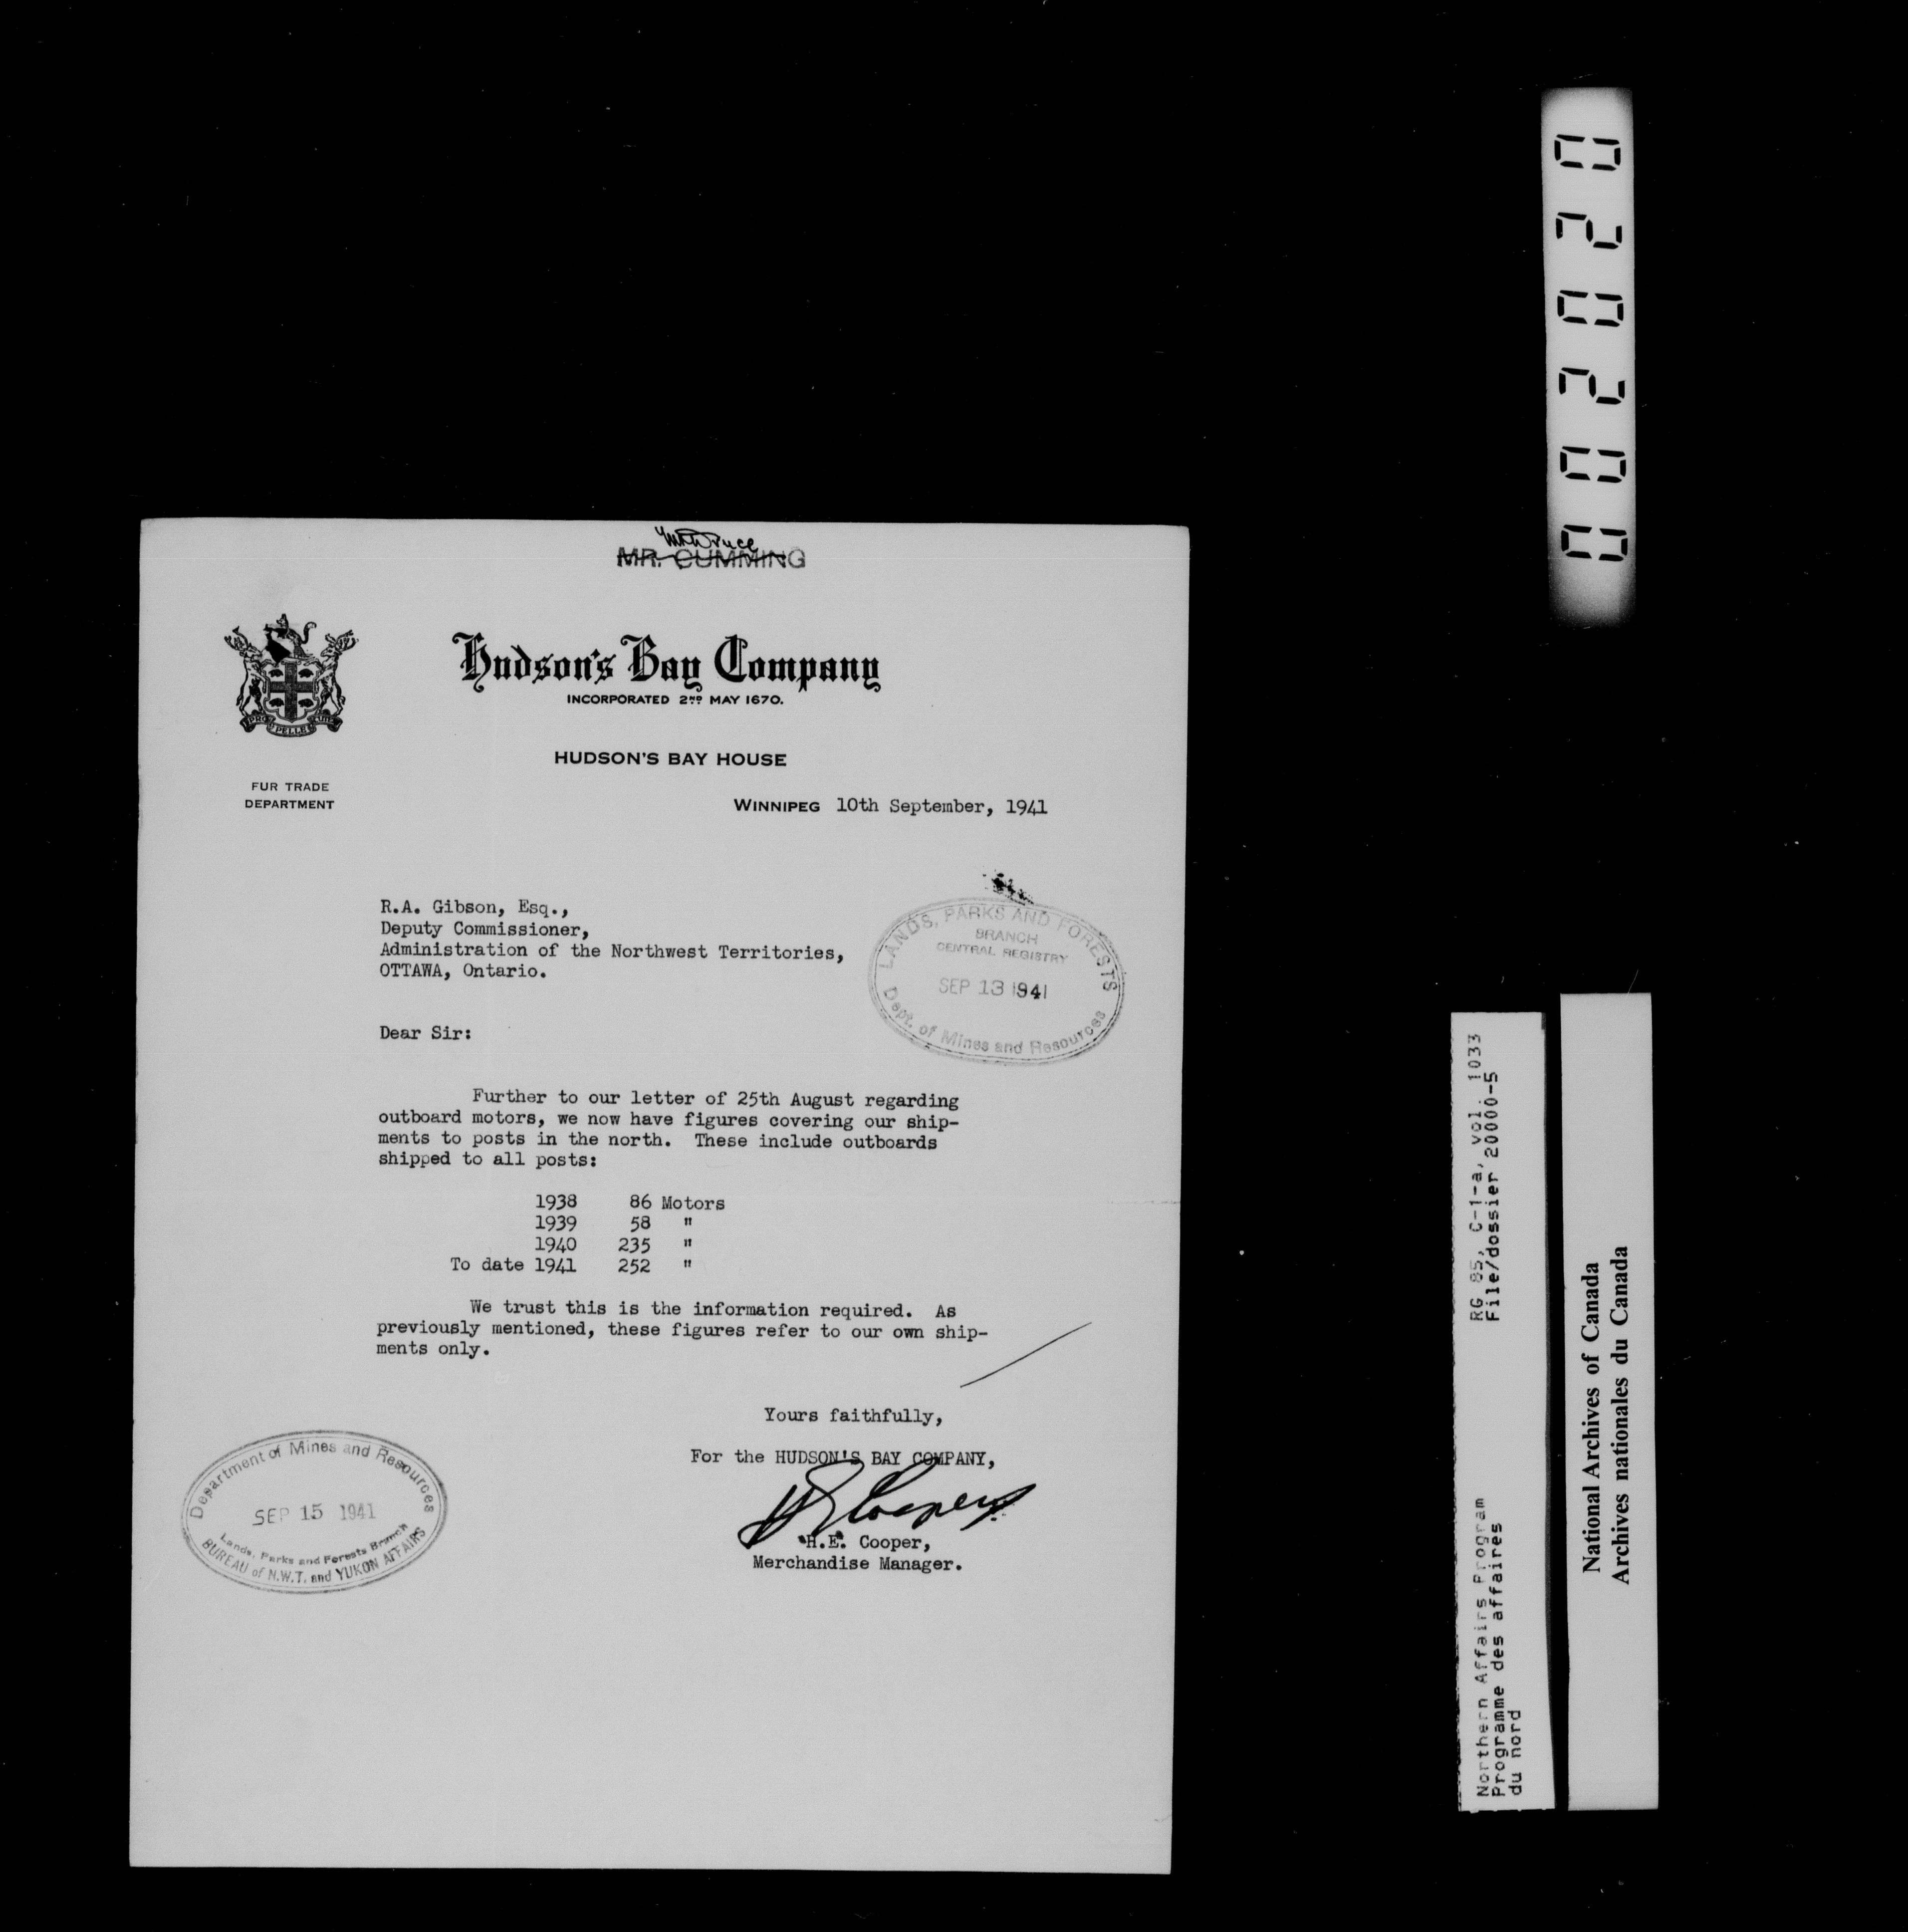 MR. CUMMING
Hudson's Bay Company
INCORPORATED 2ND MAY 1670.
PRO PELLE CUTEM
HUDSON'S BAY HOUSE
FUR TRADE
DEPARTMENT
WINNIPEG 10th September, 1941
R.A. Gibson, Esq.,
Deputy Commissioner,
Administration of the Northwest Territories,
OTTAWA, Ontario.
LANDS, PARKS AND FORESTS
BRANCH
CENTRAL REGISTRY
SEP 13 1941
Dept. of Mines and Resources
Dear Sir:
Further to our letter of 25th August regarding
outboard motors, we now have figures covering our ship-
ments to posts in the north. These include outboards
shipped to all posts:
1938 86 Motors
1939 58 "
1940 235 "
To date 1941 252 "
We trust this is the information required. As
previously mentioned, these figures refer to our own ship-
ments only.
Yours faithfully,
For the HUDSON'S BAY COMPANY,
H.E. Cooper,
Merchandise Manager.
Department of Mines and Resources
SEP 15 1941
Lands, Parks and Forests Branch
BUREAU of N.W.T. and YUKON AFFAIRS
002020
RG 85, C-1-a, vol. 1033
File/dossier 20000-5
Northern Affairs Program
Programme des affaires
du nord
National Archives of Canada
Archives nationales du Canada